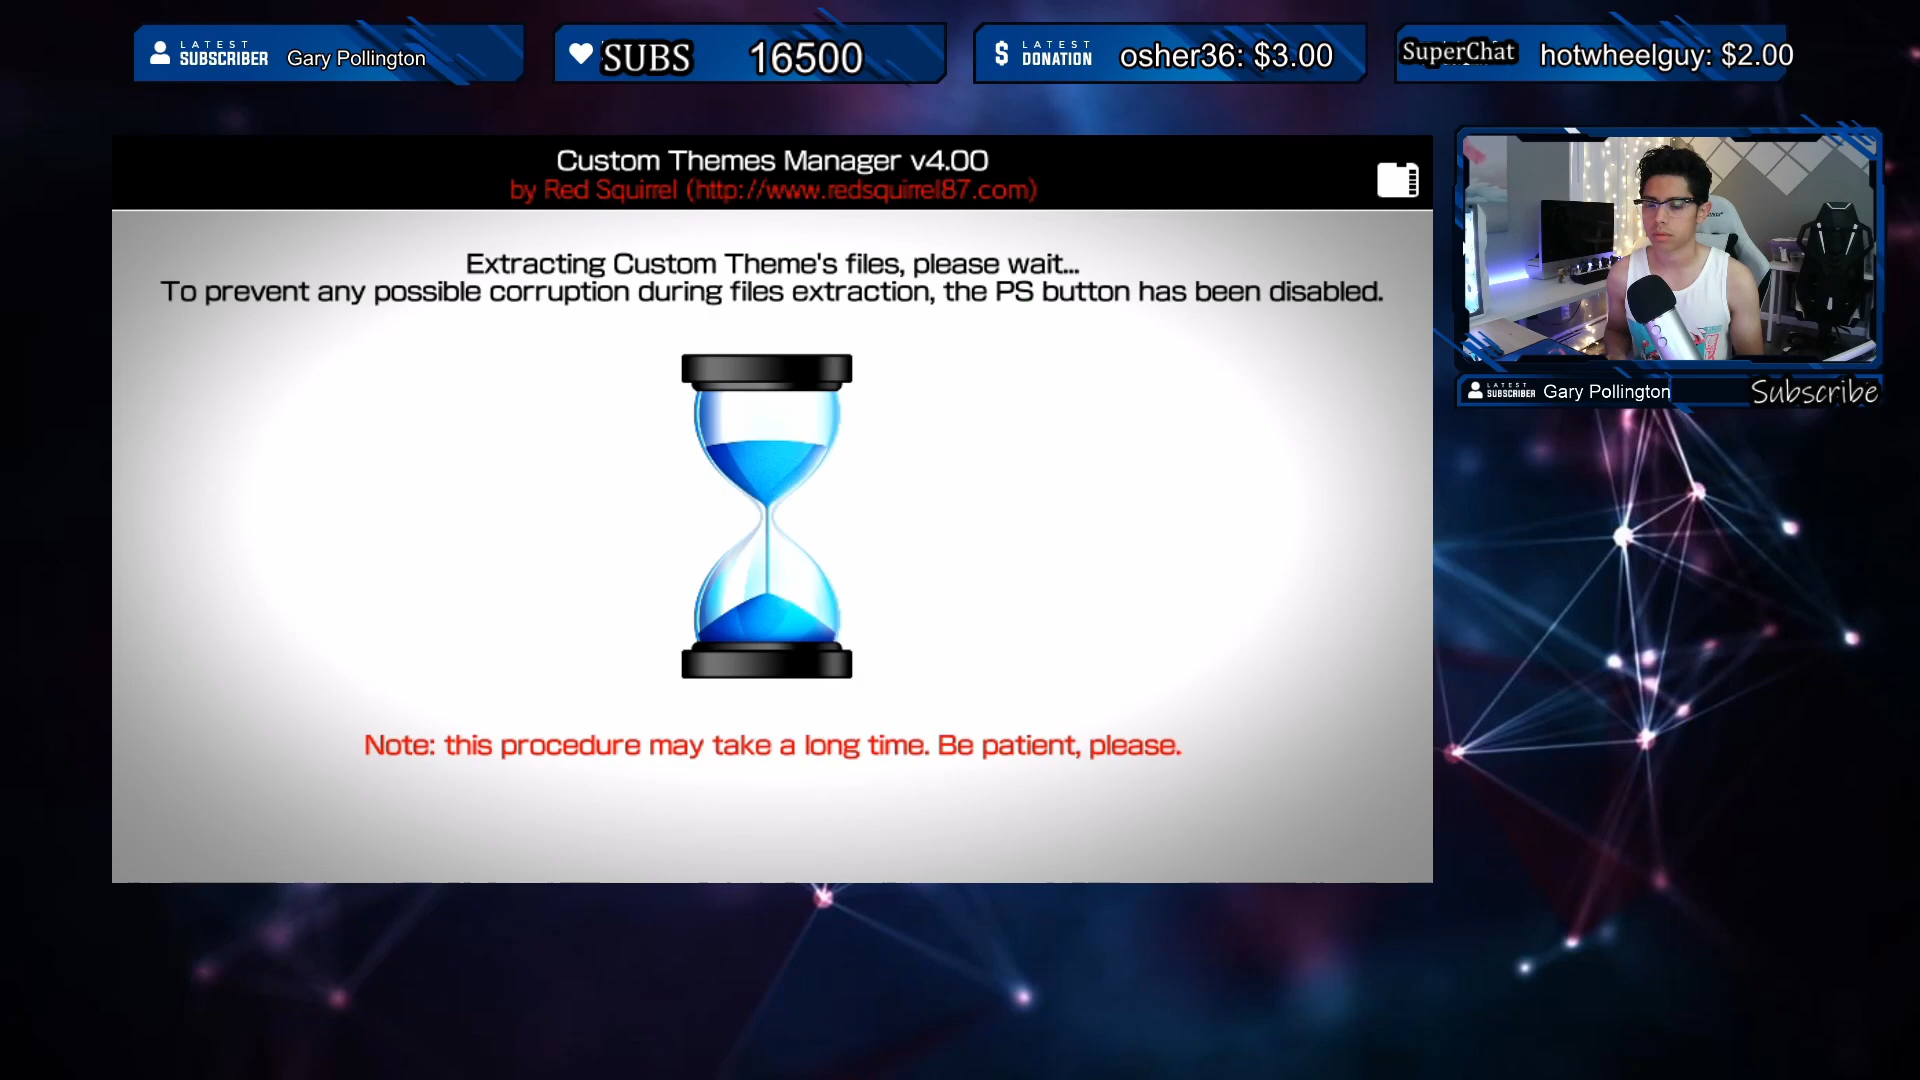 LATEST
SUBSCRIBER
Gary Pollington
SUBS
16500
LATEST
DONATION
osher36: $3.00
SuperChat
hotwheelguy: $2.00
Custom Themes Manager v4.00
by Red Squirrel (http://www.redsquirrel87.com)
Extracting Custom Theme's files, please wait...
To prevent any possible corruption during files extraction, the PS button has been disabled.
Note: this procedure may take a long time. Be patient, please.
LATEST
SUBSCRIBER
Gary Pollington
Subscribe